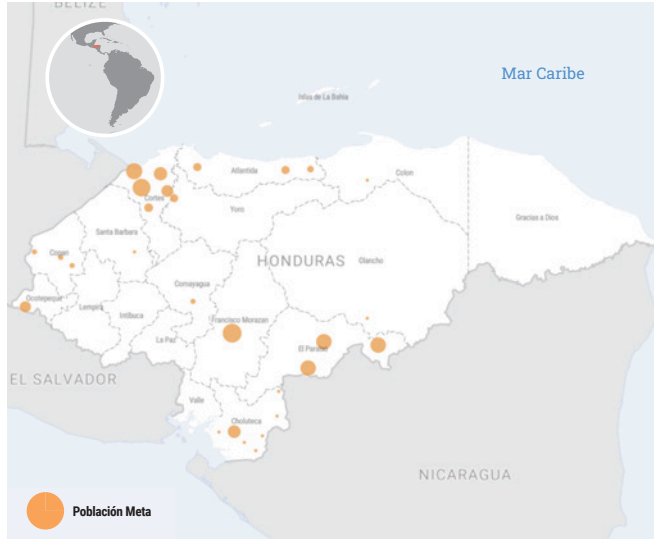 BELIZE
Mar Caribe
Islas de La Bahia
Atlantida
Colon
Cortes
Yoro
Gracias a Dios
Santa Barbara
Copan
HONDURAS
Olancho
Comayagua
Ocotepeque
Lempira
Intibuca
Francisco Morazan
La Paz
El Paraiso
EL SALVADOR
Valle
Choluteca
NICARAGUA
Población Meta